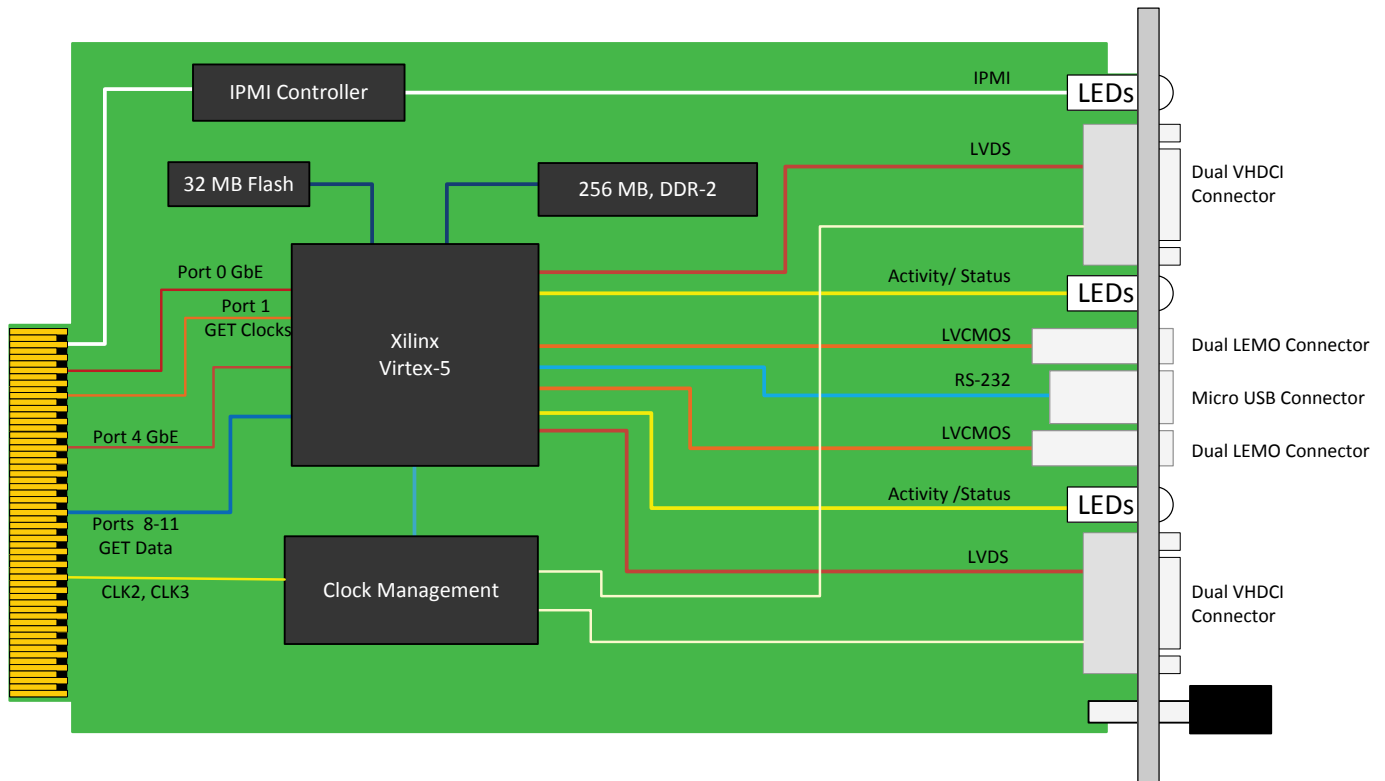 IPMI
IPMI Controller
LEDs
LVDS
32 MB Flash
256 MB, DDR-2
Dual VHDCI
Connector
Port 0 GbE
Activity/ Status
LEDs
Port 1
GET Clocks
Xilinx
Virtex-5
LVCMOS
Dual LEMO Connector
RS-232
Micro USB Connector
Port 4 GbE
LVCMOS
Dual LEMO Connector
Activity /Status
LEDs
Ports  8-11
GET Data
LVDS
CLK2, CLK3
Clock Management
Dual VHDCI
Connector